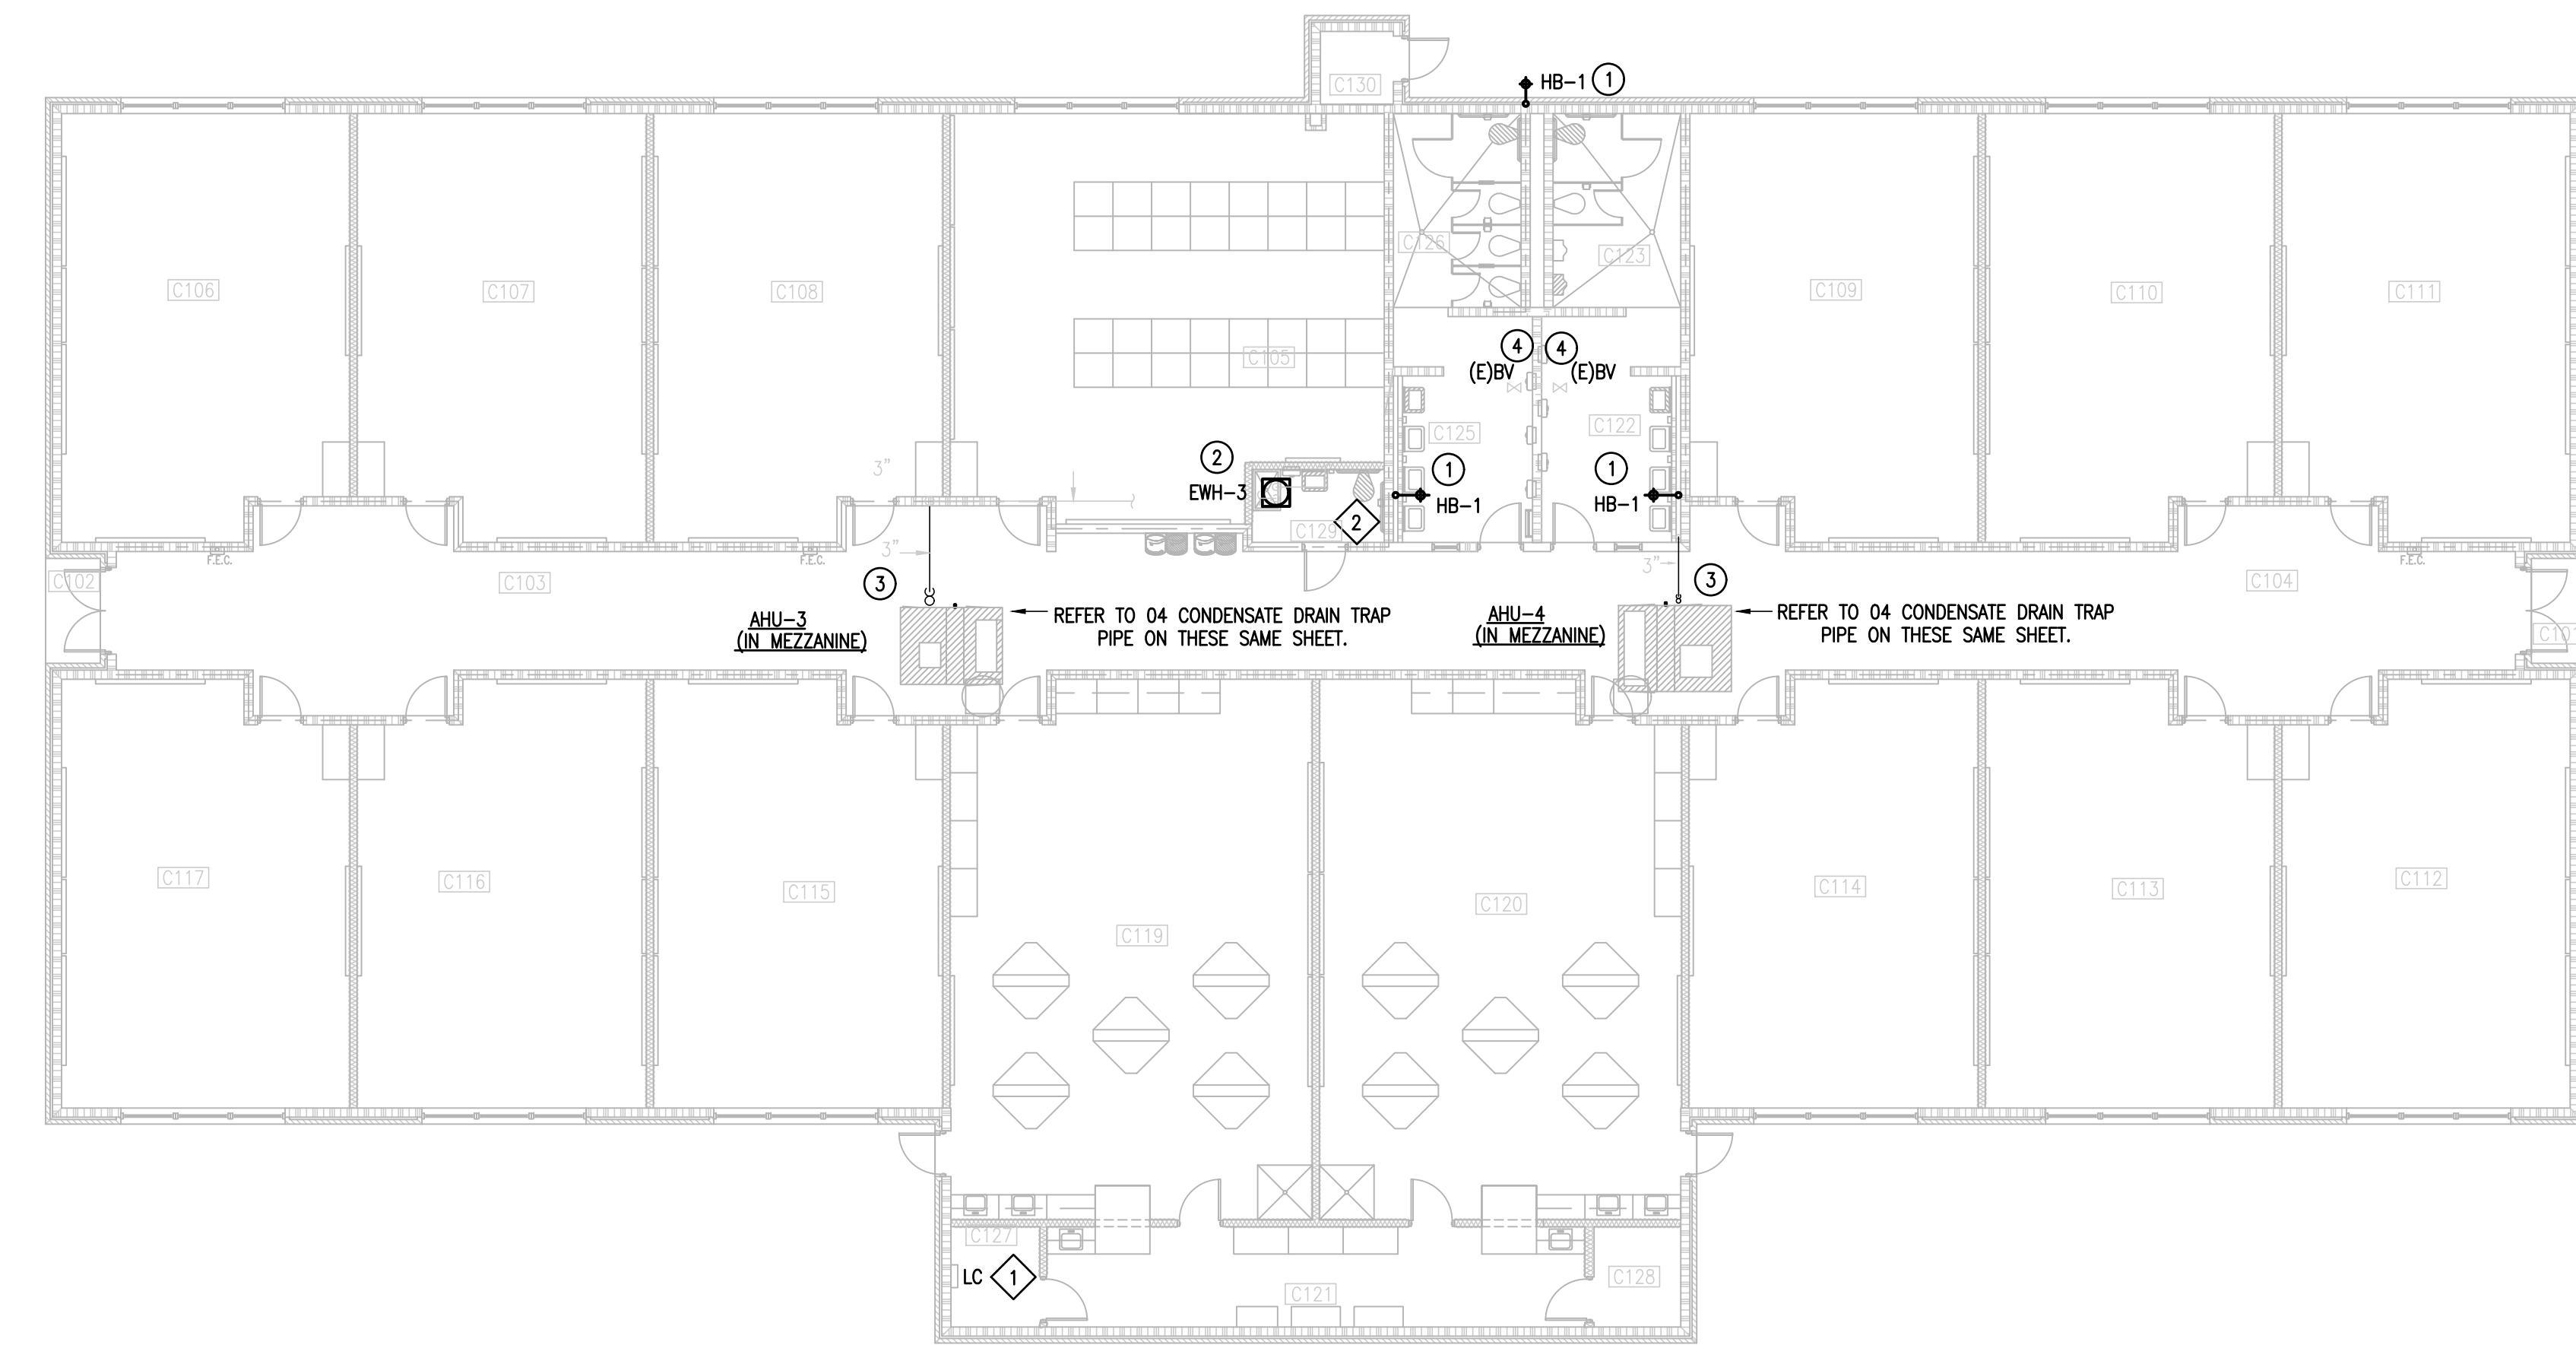 C130
HB-1 1
C126
C123
C106
C107
C108
C109
C110
C111
C105
4
4
(E)BV
(E)BV
C125
C122
3"
2
EWH-3
1
HB-1
1
HB-1
2
C129
3"
3"
F.E.C.
F.E.C.
F.E.C.
C102
C103
3
3
C104
AHU-3
(IN MEZZANINE)
REFER TO 04 CONDENSATE DRAIN TRAP
PIPE ON THESE SAME SHEET.
AHU-4
(IN MEZZANINE)
REFER TO 04 CONDENSATE DRAIN TRAP
PIPE ON THESE SAME SHEET.
C117
C116
C115
C119
C120
C114
C113
C112
C127
LC 1
C121
C128